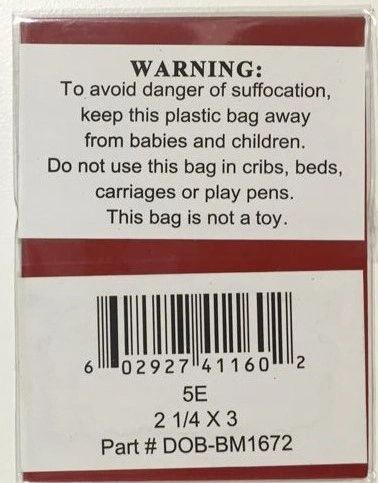 WARNING:
To avoid danger of suffocation,
keep this plastic bag away
from babies and children.
Do not use this bag in cribs, beds,
carriages or play pens.
This bag is not a toy.
6 02927 41160 2
5E
2 1/4 X 3
Part # DOB-BM1672